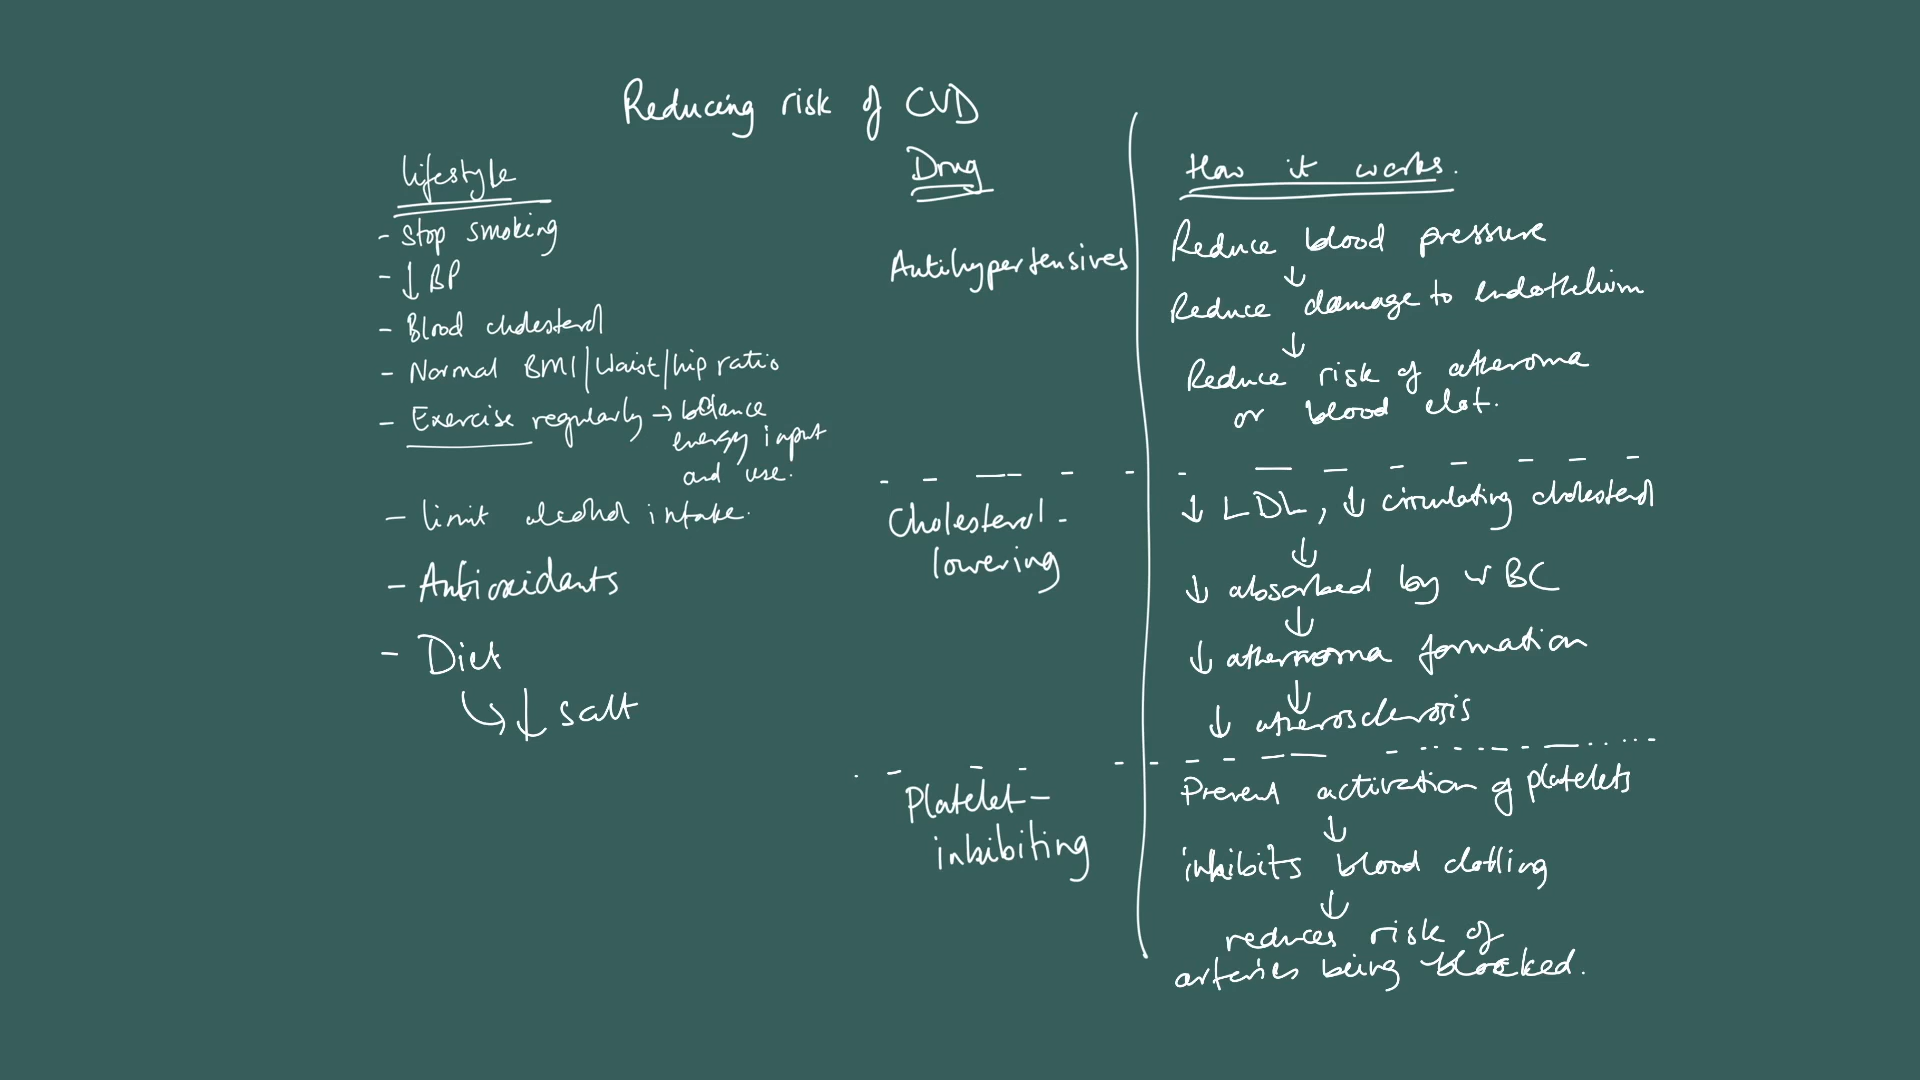 Reducing risk of CVD
lifestyle
- Stop smoking
- ↓ BP
- Blood cholesterol
- Normal BMI/Waist/hip ratio
- Exercise regularly → balance
energy input
and use.
- limit alcohol intake.
- Antioxidants
- Diet
↳ ↓ salt
Drug
Antihypertensives
Cholesterol-
lowering
Platelet-
inhibiting
How it works.
Reduce blood pressure
↓
Reduce damage to endothelium
↓
Reduce risk of atheroma
or blood clot.
↓ LDL, ↓ circulating cholesterol
↓
↓ absorbed by WBC
↓
↓ atheroma formation
↓
↓ atherosclerosis
Prevent activation of platelets
↓
inhibits blood clotting
↓
reduces risk of
arteries being blocked.